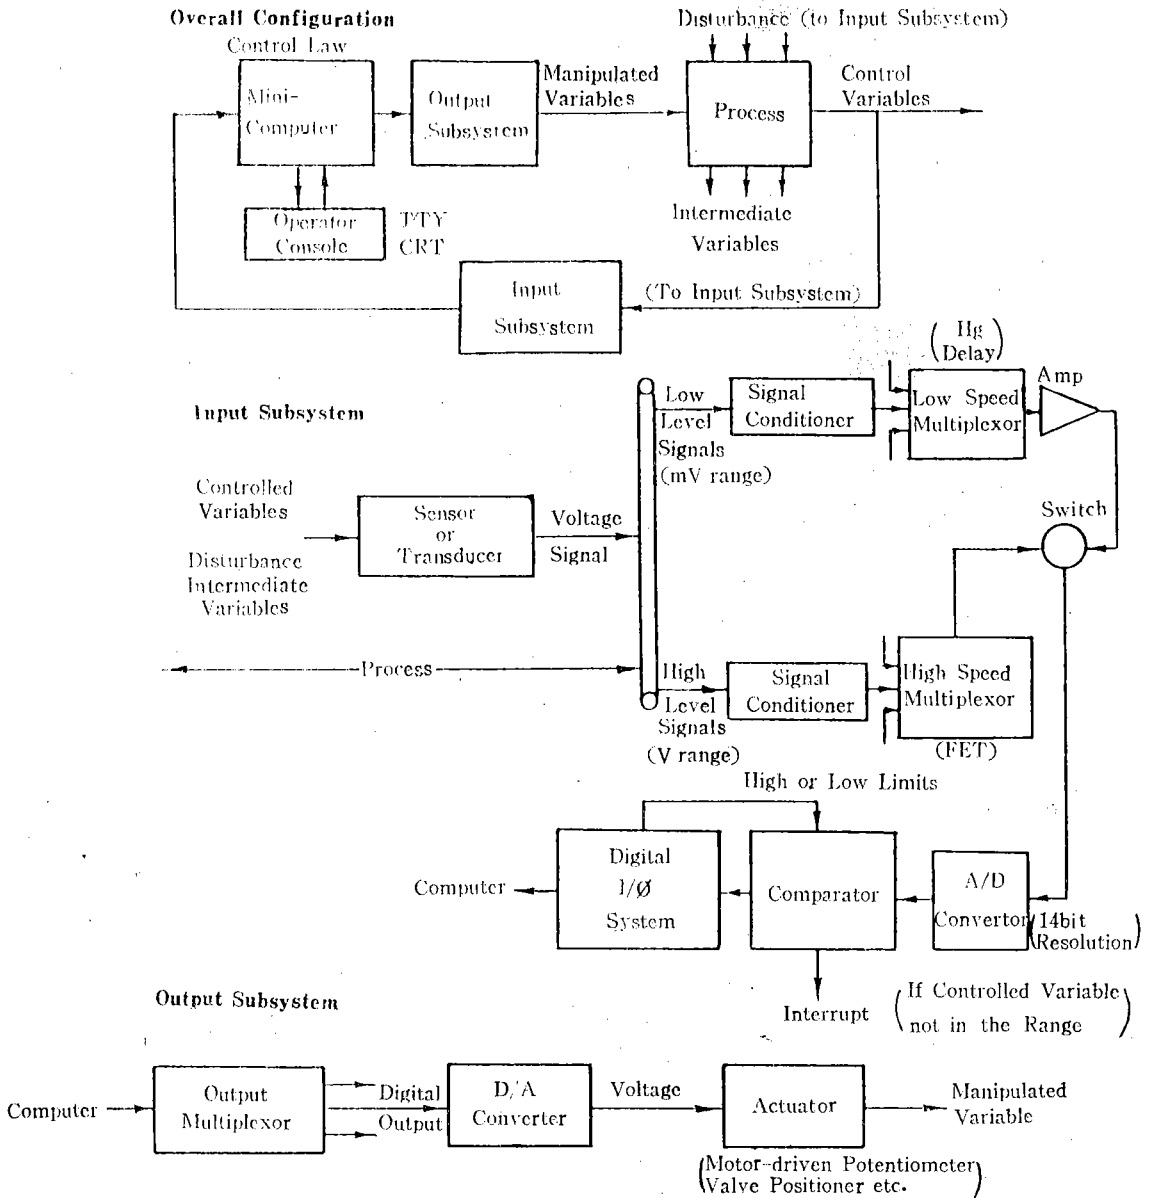 Overall Configuration
Disturbance (to Input Subsystem)
Control Law
Mini-
Computer
Output
Subsystem
Manipulated
Variables
Process
Control
Variables
Operator
Console
TTY
CRT
Intermediate
Variables
Input
Subsystem
(To Input Subsystem)
(Hg
Delay)
Input Subsystem
Low
Level
Signals
(mV range)
Signal
Conditioner
Low Speed
Multiplexor
Amp
Controlled
Variables
Disturbance
Intermediate
Variables
Sensor
or
Transducer
Voltage
Signal
Switch
Process
High
Level
Signals
(V range)
Signal
Conditioner
High Speed
Multiplexor
(FET)
High or Low Limits
Computer
Digital
I/Ø
System
Comparator
A/D
Convertor
(14bit
Resolution)
Interrupt
(If Controlled Variable
not in the Range)
Output Subsystem
Computer
Output
Multiplexor
Digital
Output
D/A
Converter
Voltage
Actuator
Manipulated
Variable
(Motor-driven Potentiometer
Valve Positioner etc.)